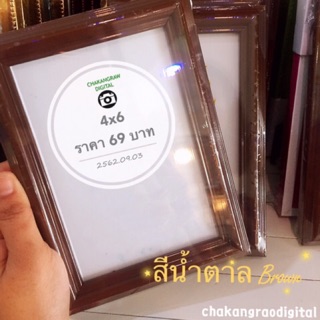 CHAKANGRAW
DIGITAL
4x6
ราคา 69 บาท
2562.09.03
สีน้ำตาล Brown
chakangraodigital